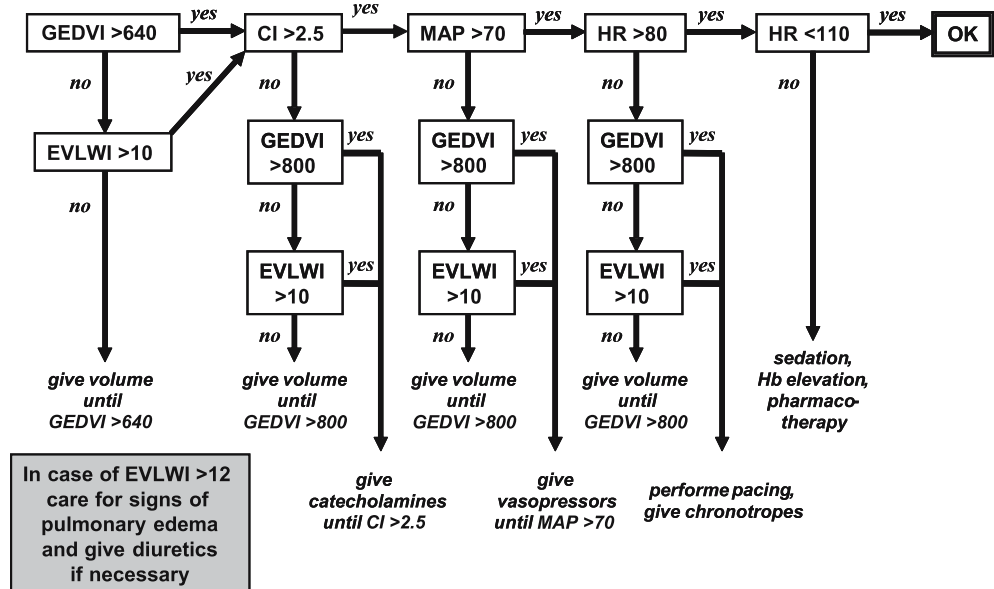 GEDVI >640
yes
CI >2.5
yes
MAP >70
yes
HR >80
yes
HR <110
yes
OK
no
yes
no
no
no
no
EVLWI >10
GEDVI
>800
yes
GEDVI
>800
yes
GEDVI
>800
yes
no
no
no
no
EVLWI
>10
yes
EVLWI
>10
yes
EVLWI
>10
yes
no
no
no
give volume
until
GEDVI >640
give volume
until
GEDVI >800
give volume
until
GEDVI >800
give volume
until
GEDVI >800
sedation,
Hb elevation,
pharmaco-
therapy
In case of EVLWI >12
care for signs of
pulmonary edema
and give diuretics
if necessary
give
catecholamines
until CI >2.5
give
vasopressors
until MAP >70
performe pacing,
give chronotropes